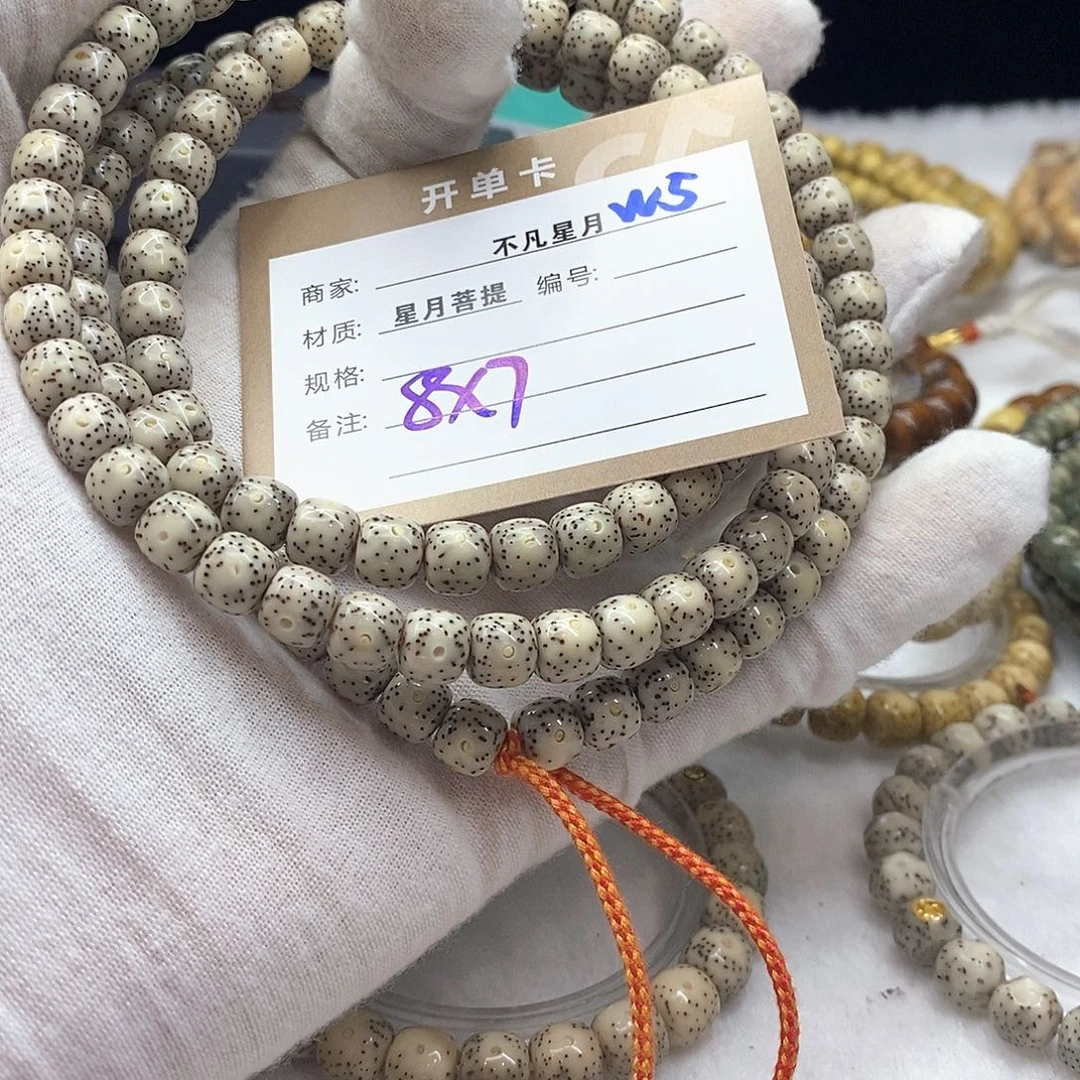 开单卡
商家: 不凡星月 W5
材质: 星月菩提 编号:
规格: 8X7
备注: